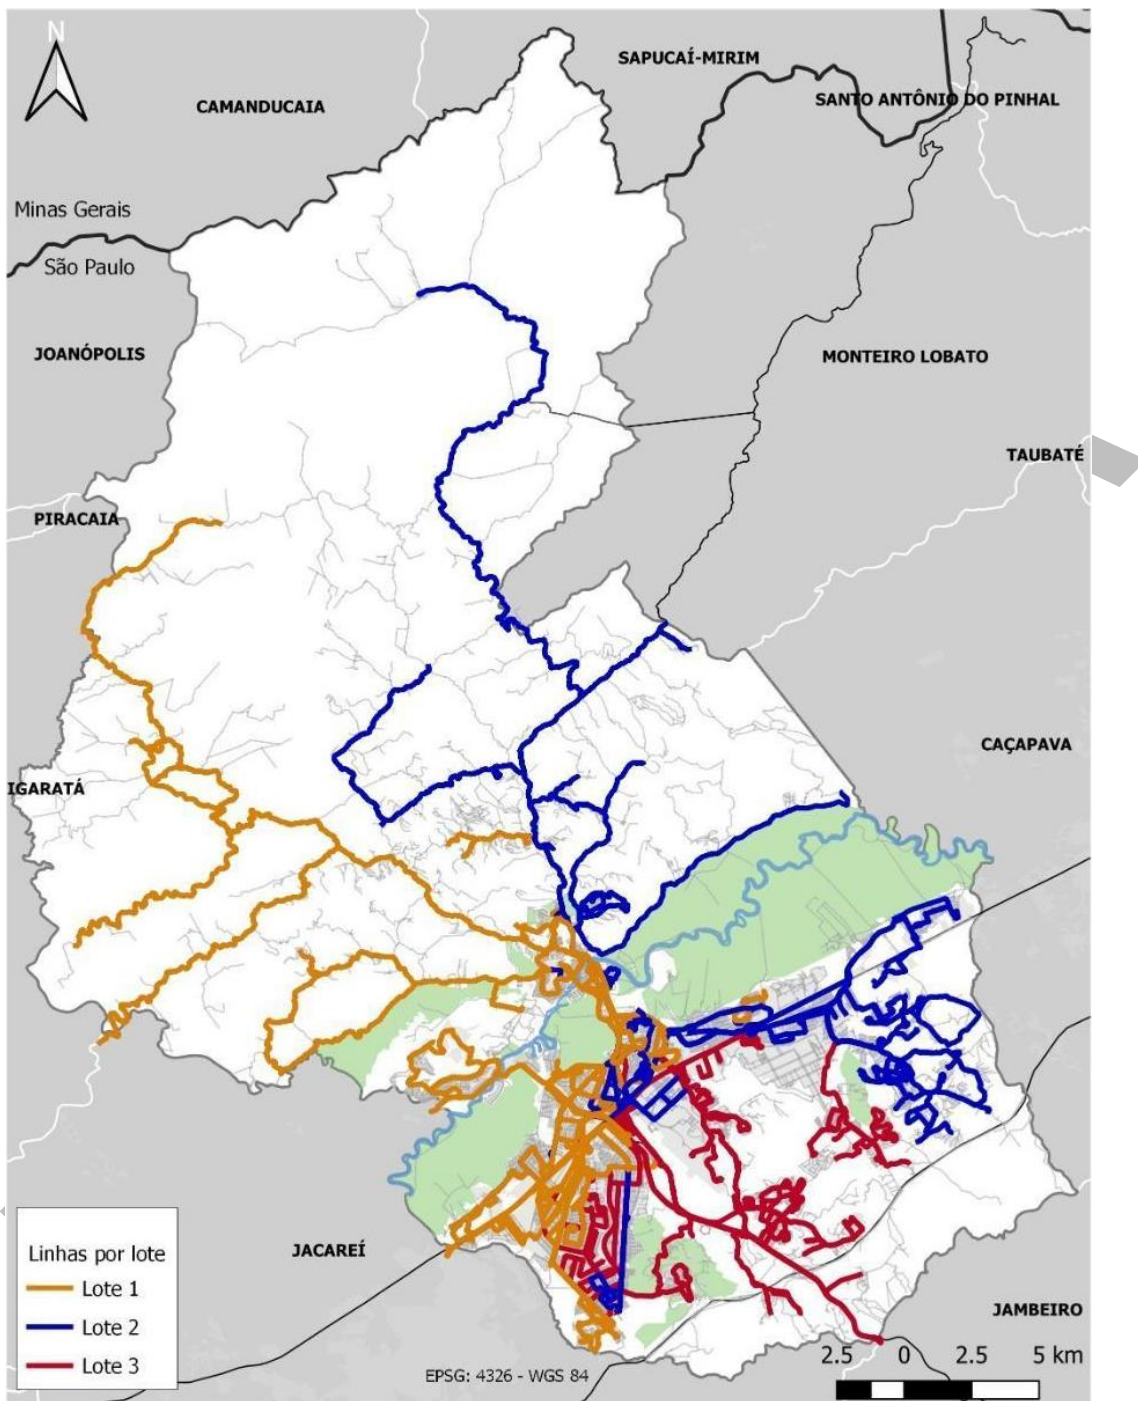 N
SAPUCAÍ-MIRIM
CAMANDUCAIA
SANTO ANTÔNIO DO PINHAL
Minas Gerais
São Paulo
JOANÓPOLIS
MONTEIRO LOBATO
TAUBATÉ
PIRACAIA
CAÇAPAVA
IGARATÁ
Linhas por lote
Lote 1
Lote 2
Lote 3
JACAREÍ
JAMBEIRO
EPSG: 4326 - WGS 84
2.5 0 2.5 5 km